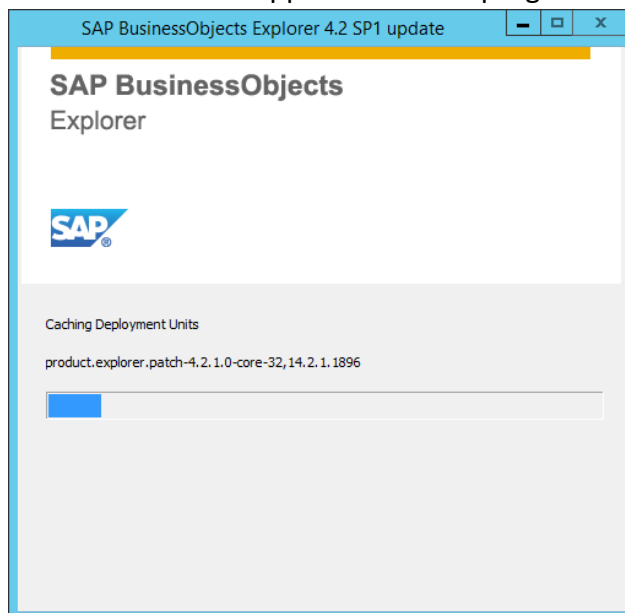 SAP BusinessObjects Explorer 4.2 SP1 update
SAP BusinessObjects
Explorer
SAP®
Caching Deployment Units
product.explorer.patch-4.2.1.0-core-32,14.2.1.1896